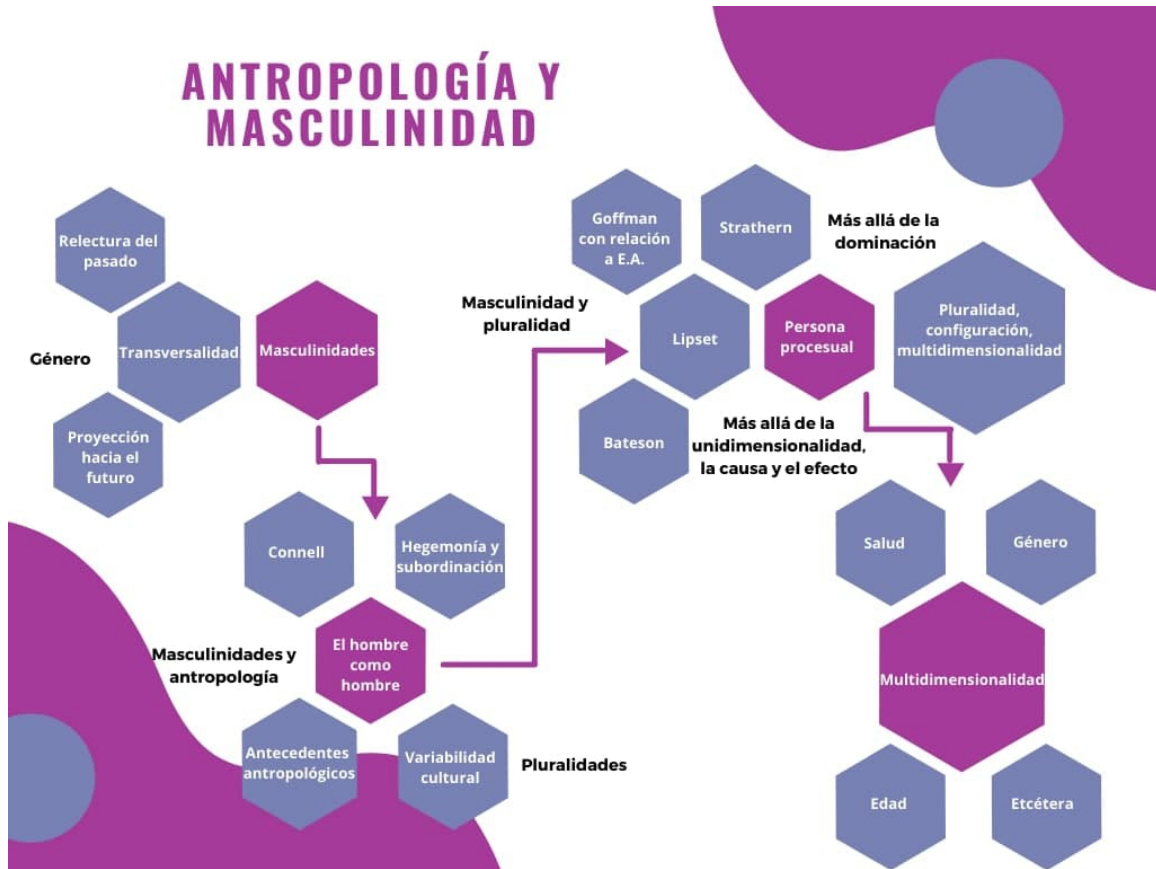 ANTROPOLOGÍA Y
MASCULINIDAD
Relectura del
pasado
Género
Transversalidad
Masculinidades
Proyección
hacia el
futuro
Connell
Hegemonía y
subordinación
Masculinidades y
antropología
El hombre
como
hombre
Antecedentes
antropológicos
Variabilidad
cultural
Pluralidades
Masculinidad y
pluralidad
Goffman
con relación
a E.A.
Strathern
Más allá de la
dominación
Lipset
Persona
procesual
Pluralidad,
configuración,
multidimensionalidad
Bateson
Más allá de la
unidimensionalidad,
la causa y el efecto
Salud
Género
Multidimensionalidad
Edad
Etcétera